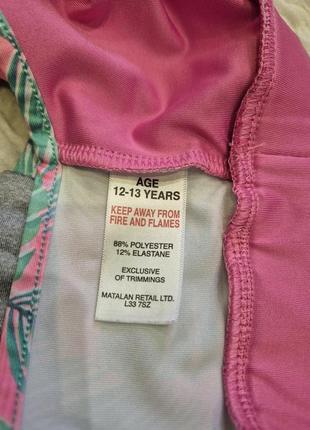 AGE
12-13 YEARS
KEEP AWAY FROM
FIRE AND FLAMES
88% POLYESTER
12% ELASTANE
EXCLUSIVE
OF TRIMMINGS
MATALAN RETAIL LTD.
L33 7SZ